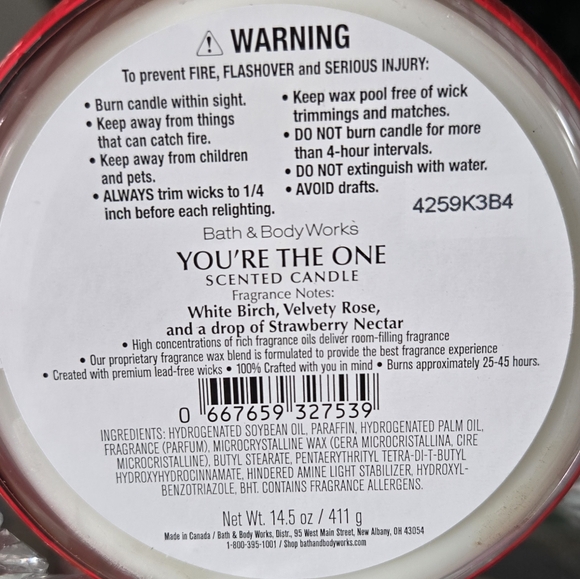 ⚠ WARNING
To prevent FIRE, FLASHOVER and SERIOUS INJURY:
• Burn candle within sight.
• Keep away from things
that can catch fire.
• Keep away from children
and pets.
• ALWAYS trim wicks to 1/4
inch before each relighting.
• Keep wax pool free of wick
trimmings and matches.
• DO NOT burn candle for more
than 4-hour intervals.
• DO NOT extinguish with water.
• AVOID drafts.
4259K3B4
Bath & Body Works
YOU'RE THE ONE
SCENTED CANDLE
Fragrance Notes:
White Birch, Velvety Rose,
and a drop of Strawberry Nectar
• High concentrations of rich fragrance oils deliver room-filling fragrance
• Our proprietary fragrance wax blend is formulated to provide the best fragrance experience
• Created with premium lead-free wicks • 100% Crafted with you in mind • Burns approximately 25-45 hours.
0 667659 327539
INGREDIENTS: HYDROGENATED SOYBEAN OIL, PARAFFIN, HYDROGENATED PALM OIL,
FRAGRANCE (PARFUM), MICROCRYSTALLINE WAX (CERA MICROCRISTALLINA, CIRE
MICROCRISTALLINE), BUTYL STEARATE, PENTAERYTHRITYL TETRA-DI-T-BUTYL
HYDROXYHYDROCINNAMATE, HINDERED AMINE LIGHT STABILIZER, HYDROXYL-
BENZOTRIAZOLE, BHT. CONTAINS FRAGRANCE ALLERGENS.
Net Wt. 14.5 oz / 411 g
Made in Canada / Bath & Body Works, Distr., 95 West Main Street, New Albany, OH 43054
1-800-395-1001 / Shop bathandbodyworks.com